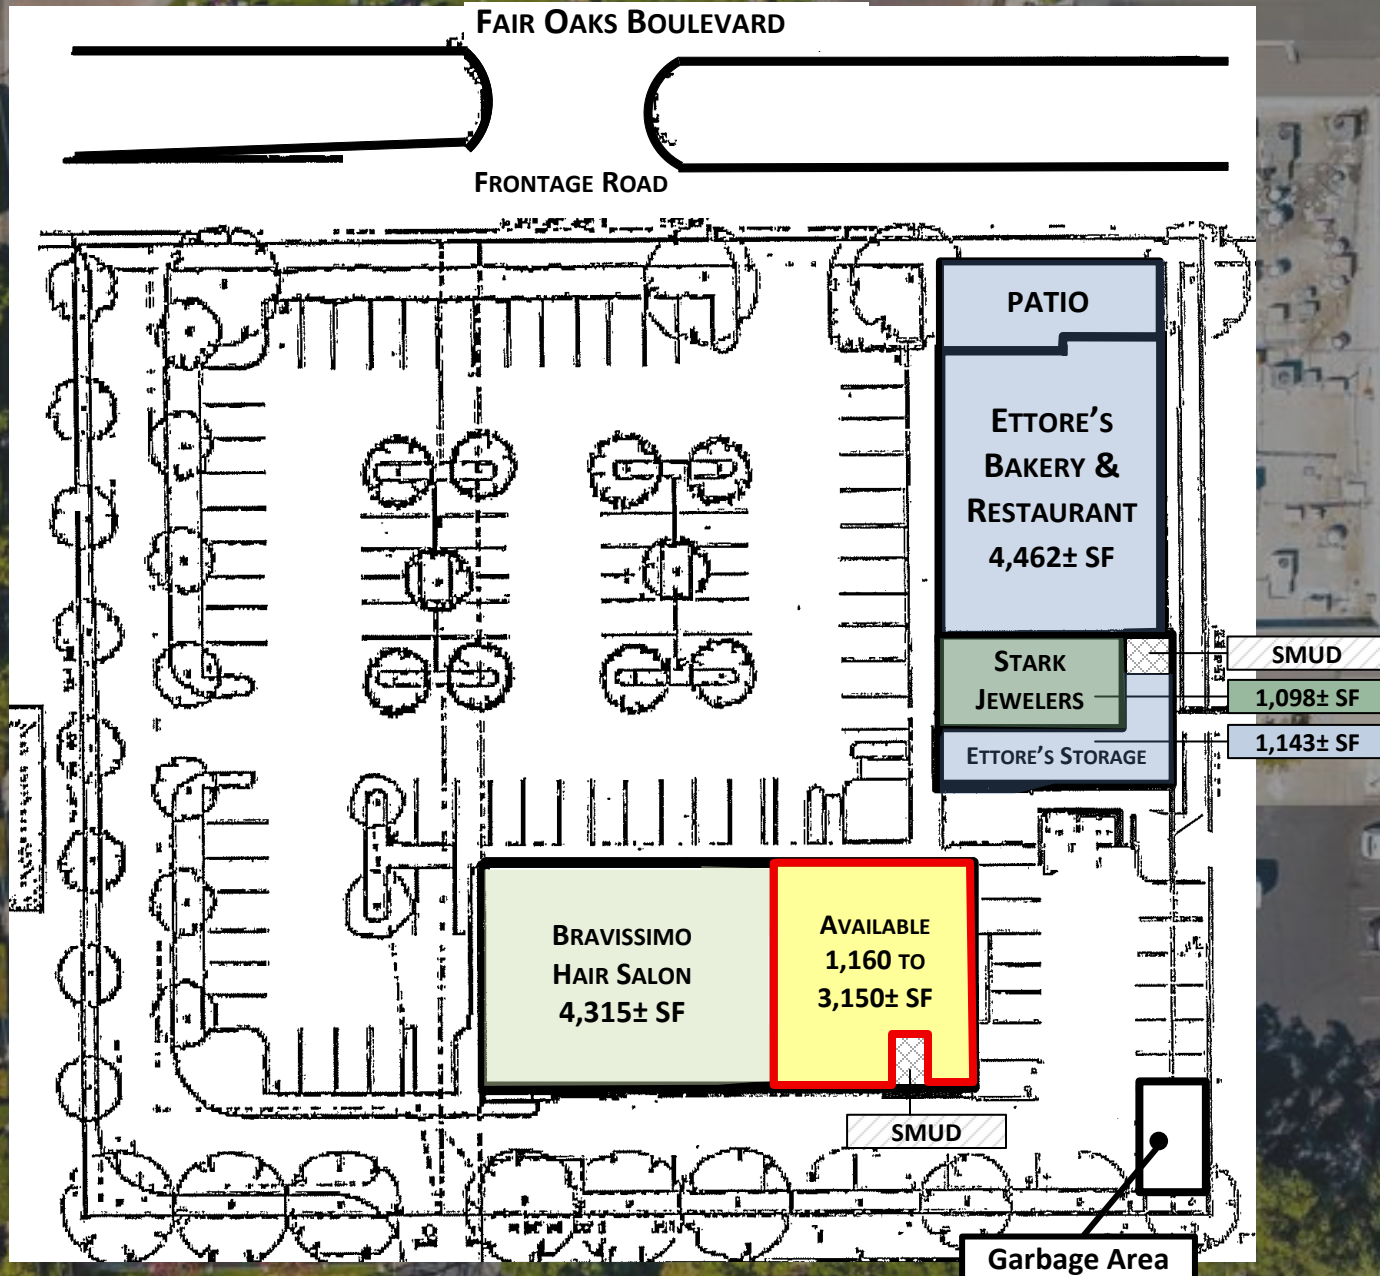 FAIR OAKS BOULEVARD
FRONTAGE ROAD
PATIO
ETTORE'S
BAKERY &
RESTAURANT
4,462± SF
STARK
JEWELERS
SMUD
1,098± SF
ETTORE'S STORAGE
1,143± SF
BRAVISSIMO
HAIR SALON
4,315± SF
AVAILABLE
1,160 TO
3,150± SF
SMUD
Garbage Area